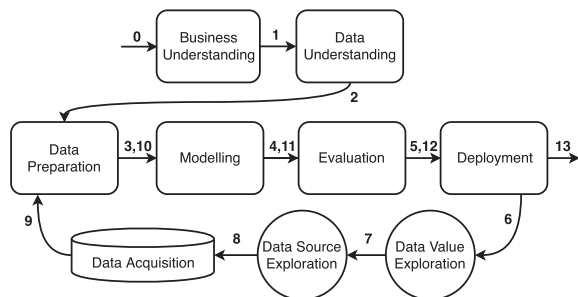 0
Business
Understanding
1
Data
Understanding
2
Data
Preparation
3,10
Modelling
4,11
Evaluation
5,12
Deployment
13
6
Data Value
Exploration
7
Data Source
Exploration
8
Data Acquisition
9